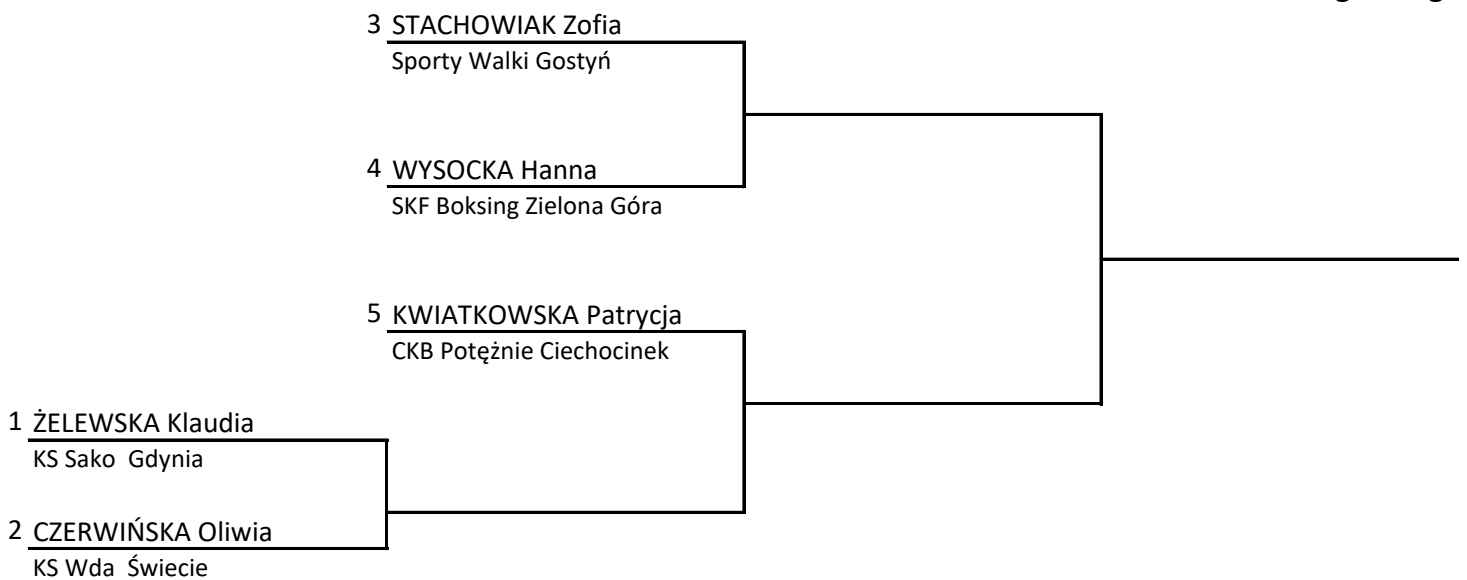 3 STACHOWIAK Zofia
Sporty Walki Gostyń
4 WYSOCKA Hanna
SKF Boksing Zielona Góra
5 KWIATKOWSKA Patrycja
CKB Potężnie Ciechocinek
1 ŻELEWSKA Klaudia
KS Sako  Gdynia
2 CZERWIŃSKA Oliwia
KS Wda  Świecie